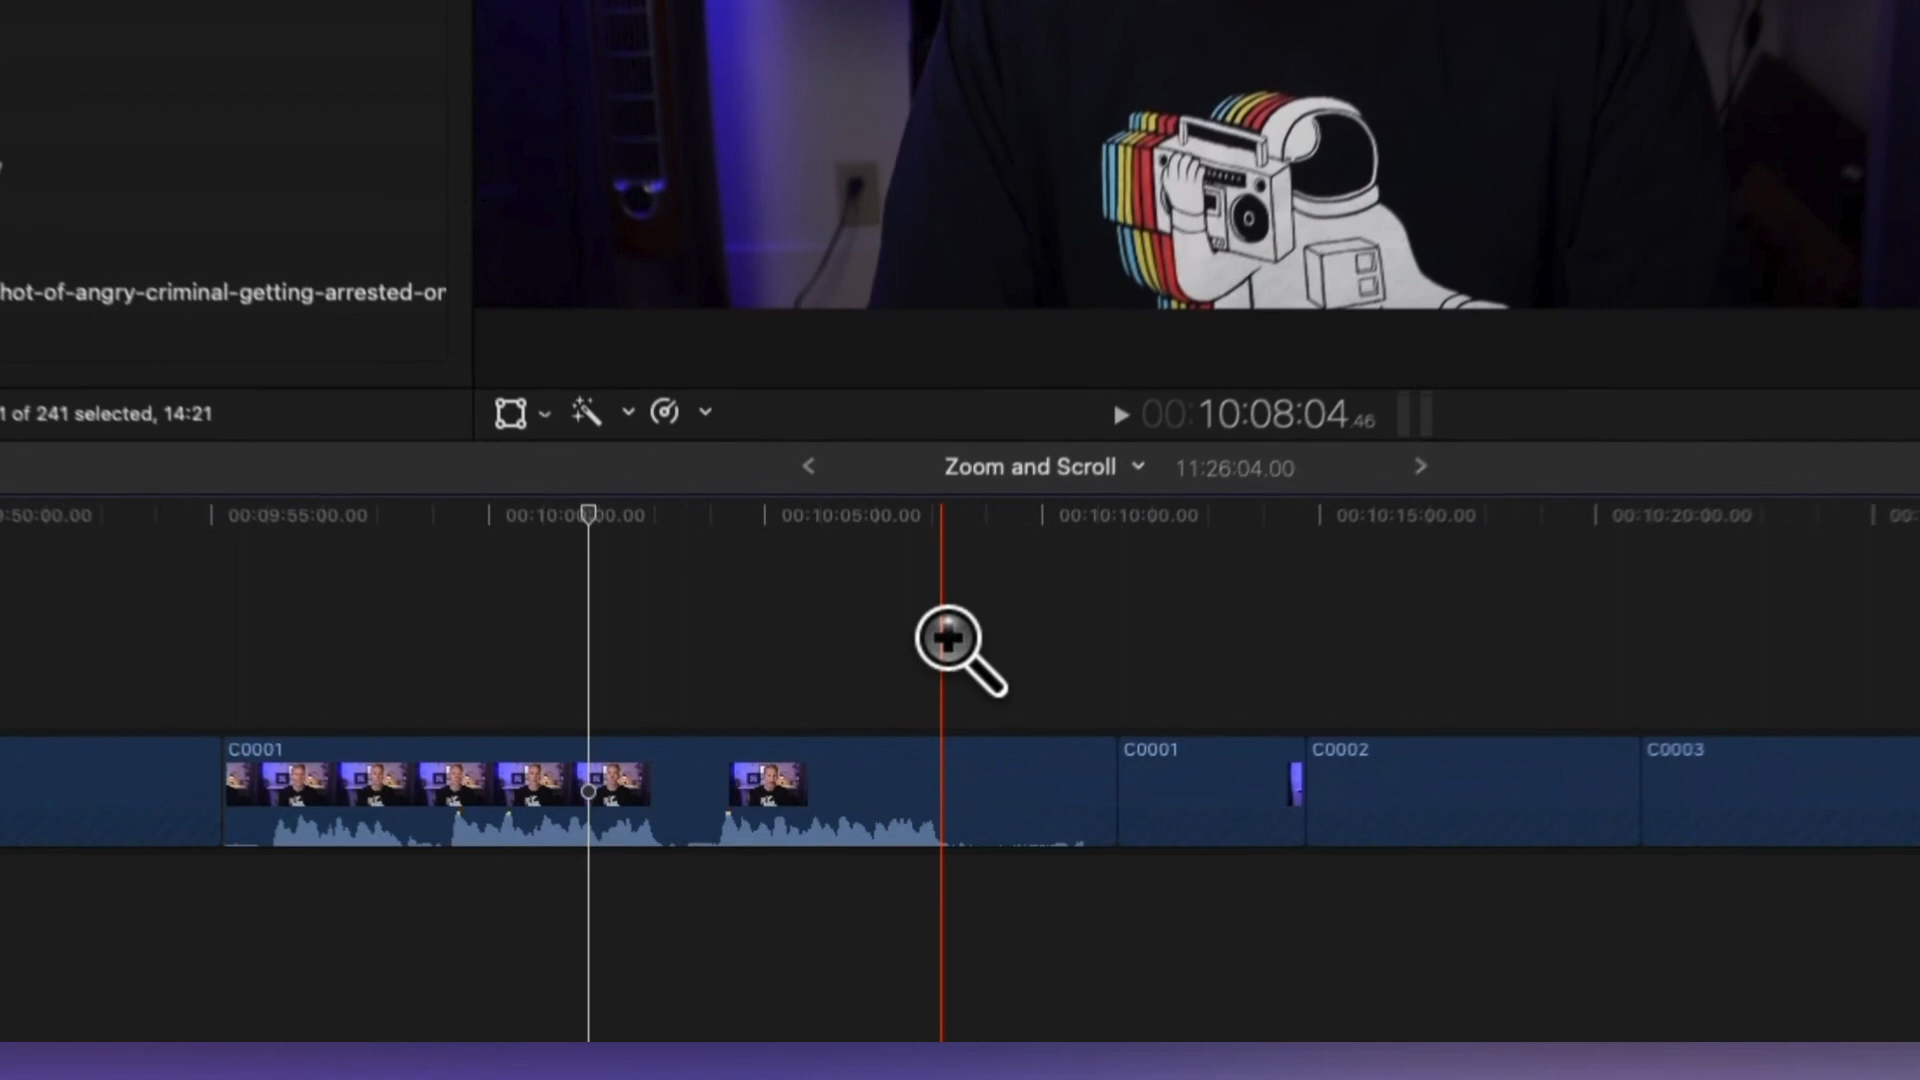 hot-of-angry-criminal-getting-arrested-or
1 of 241 selected, 14:21
00:10:08:04.46
Zoom and Scroll 11:26:04.00
9:50:00.00 00:09:55:00.00 00:10:00:00.00 00:10:05:00.00 00:10:10:00.00 00:10:15:00.00 00:10:20:00.00 00:
C0001 C0001 C0002 C0003